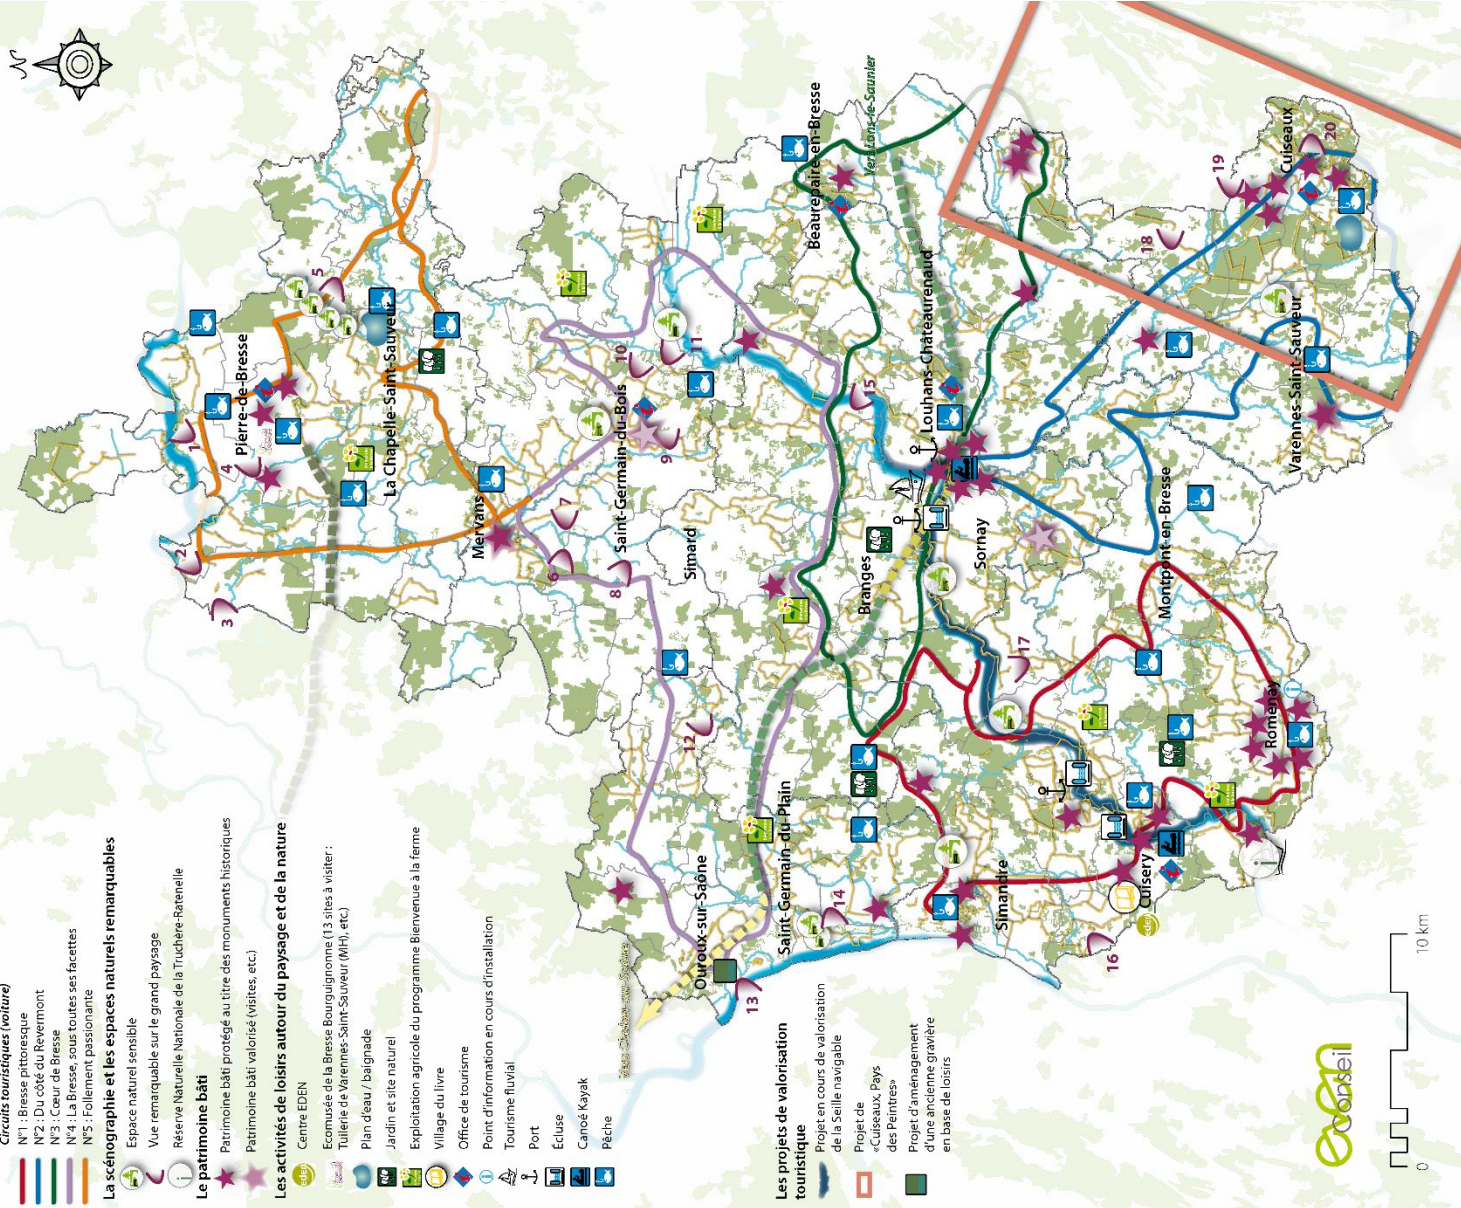 N
Circuits touristiques (voiture)
N°1 : Bresse pittoresque
N°2 : Du côté du Revermont
N°3 : Cœur de Bresse
N°4 : La Bresse, sous toutes ses facettes
N°5 : Follement passionante
La scénographie et les espaces naturels remarquables
Espace naturel sensible
Vue remarquable sur le grand paysage
Réserve Naturelle Nationale de la Truchère-Ratenelle
Le patrimoine bâti
Patrimoine bâti protégé au titre des monuments historiques
Patrimoine bâti valorisé (visites, etc.)
Les activités de loisirs autour du paysage et de la nature
Centre EDEN
Ecomusée de la Bresse Bourguignonne (13 sites à visiter :
Tuilerie de Varennes-Saint-Sauveur (MH), etc.)
Plan d'eau / baignade
Jardin et site naturel
Exploitation agricole du programme Bienvenue à la ferme
Village du livre
Office de tourisme
Point d'information en cours d'installation
Tourisme fluvial
Port
Écluse
Canoé Kayak
Pêche
Les projets de valorisation
touristique
Projet en cours de valorisation
de la Seille navigable
Projet de
«Cuiseaux, Pays
des Peintres»
Projet d'aménagement
d'une ancienne gravière
en base de loisirs
Pierre-de-Bresse
La Chapelle-Saint-Sauveur
Mervans
Saint-Germain-du-Bois
Simard
Beaurepaire-en-Bresse
Vers Lons-le-Saunier
Louhans-Châteaurenaud
Branges
Sornay
Cuiseaux
Varennes-Saint-Sauveur
Montpont-en-Bresse
Romenay
Saint-Germain-du-Plain
Ouroux-sur-Saône
Simandre
Cuisery
1
2
3
4
5
6
7
8
9
10
11
12
13
14
15
16
17
18
19
20
eden
even
conseil
0
10 km